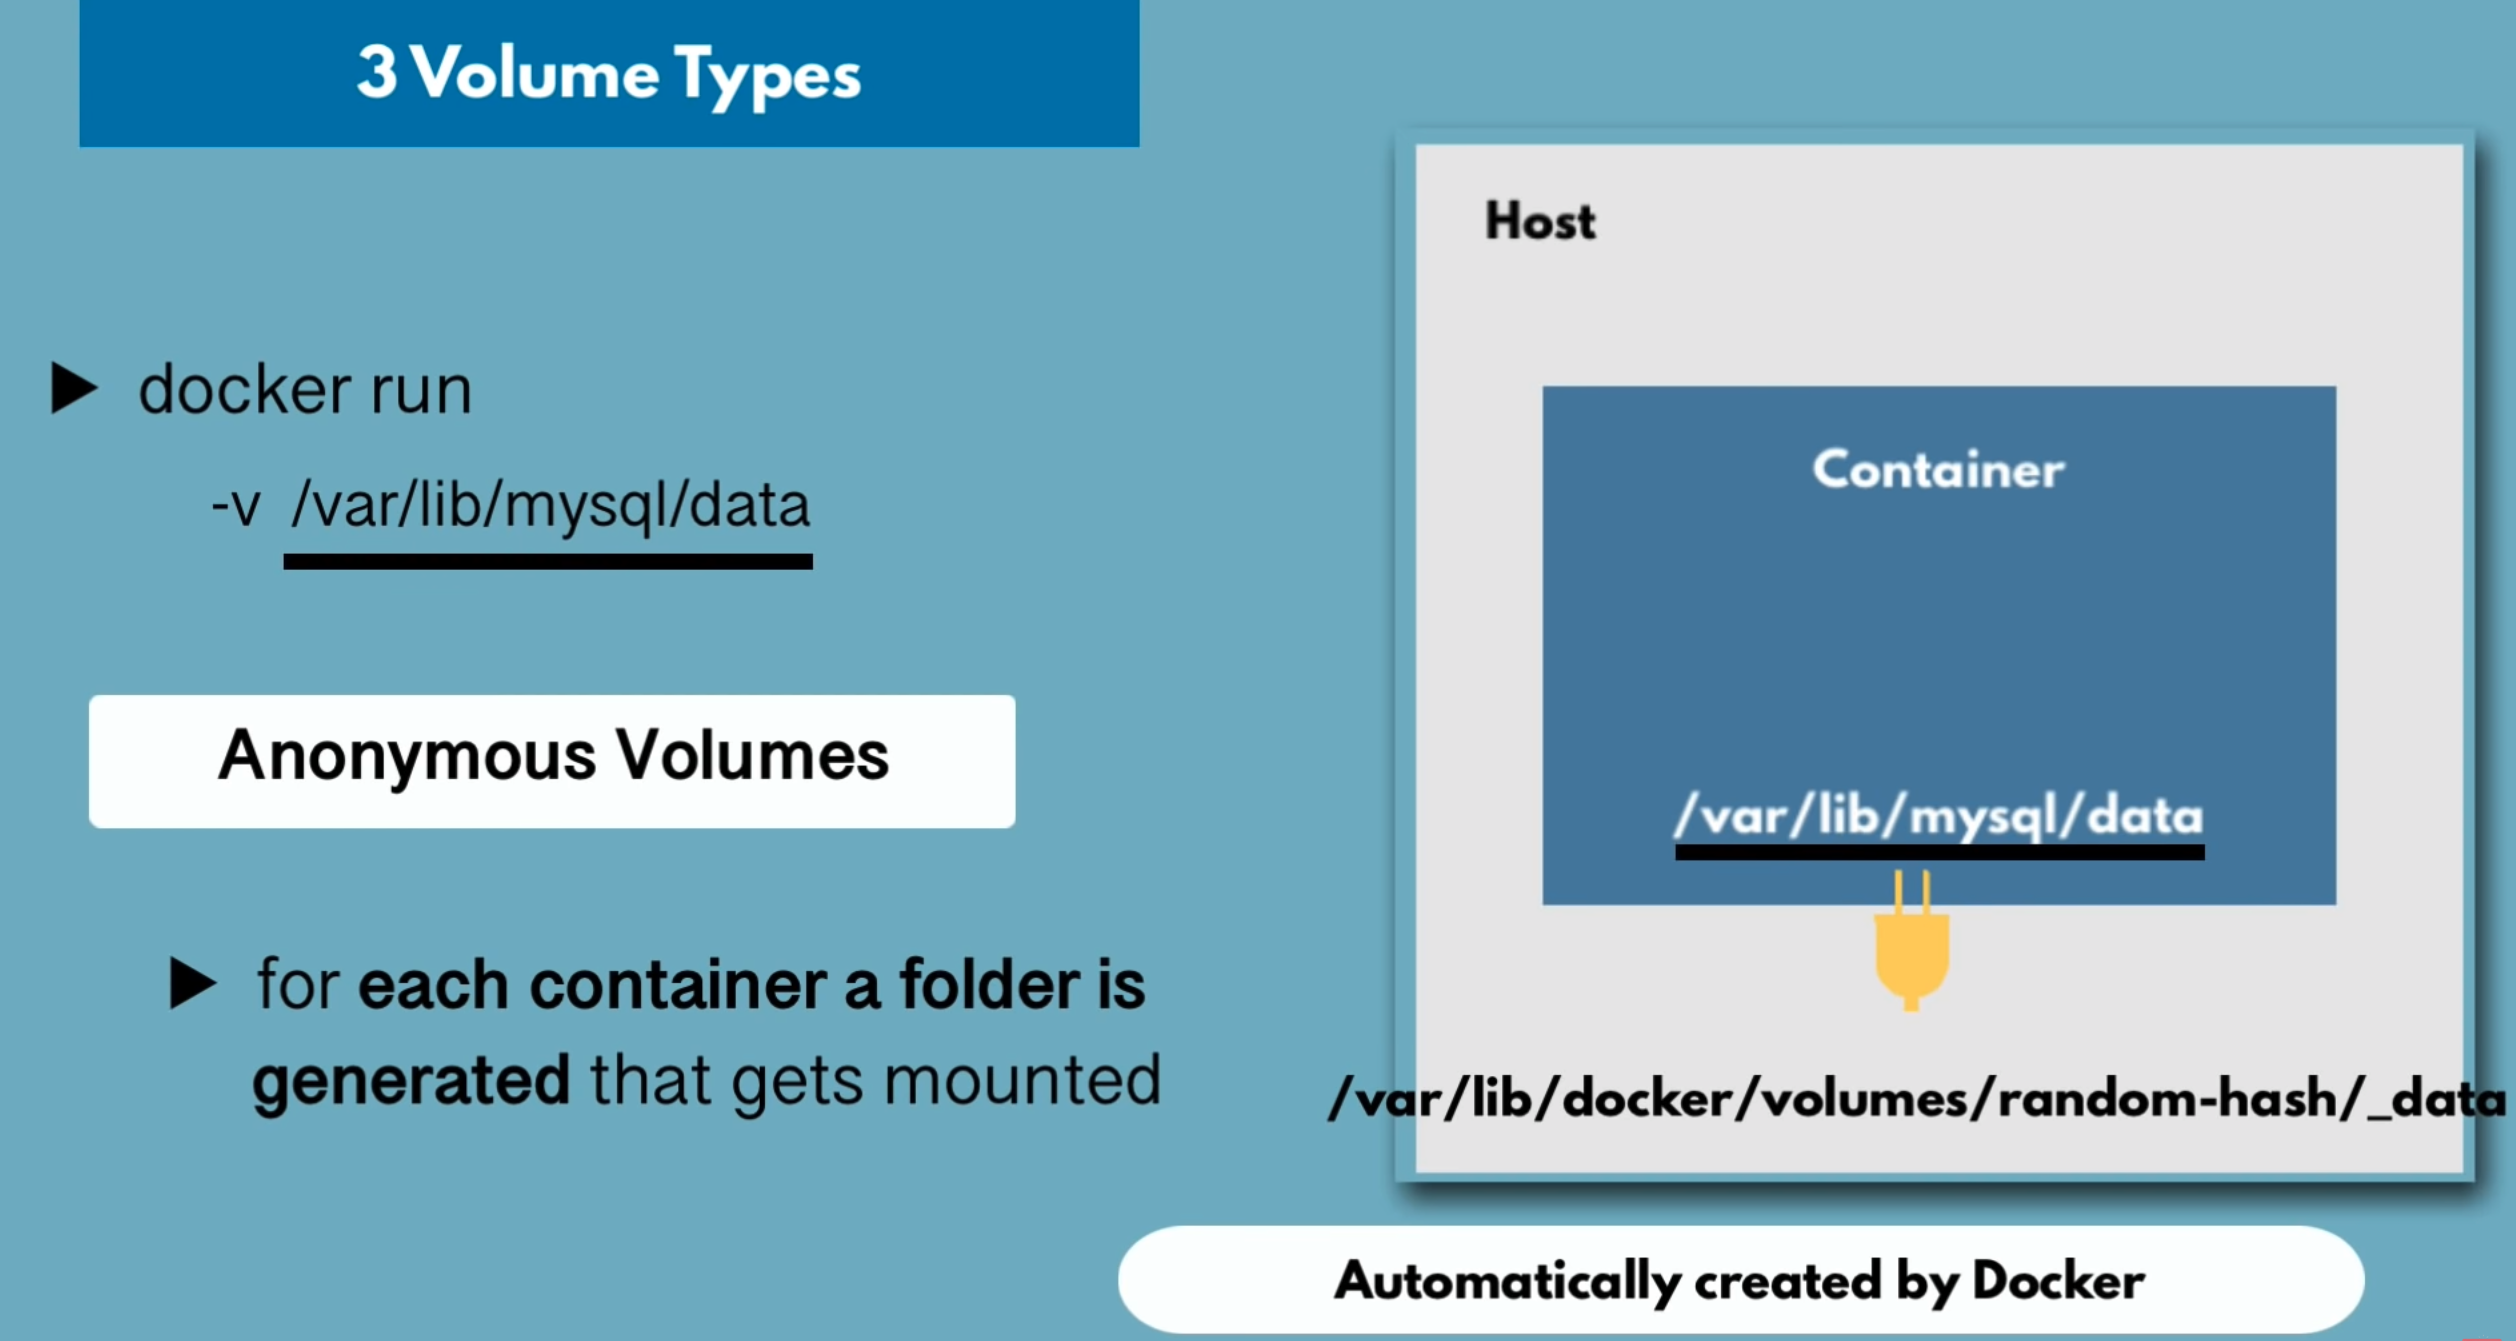 3 Volume Types
docker run
-v /var/lib/mysql/data
Anonymous Volumes
for each container a folder is
generated that gets mounted
Host
Container
/var/lib/mysql/data
/var/lib/docker/volumes/random-hash/_data
Automatically created by Docker